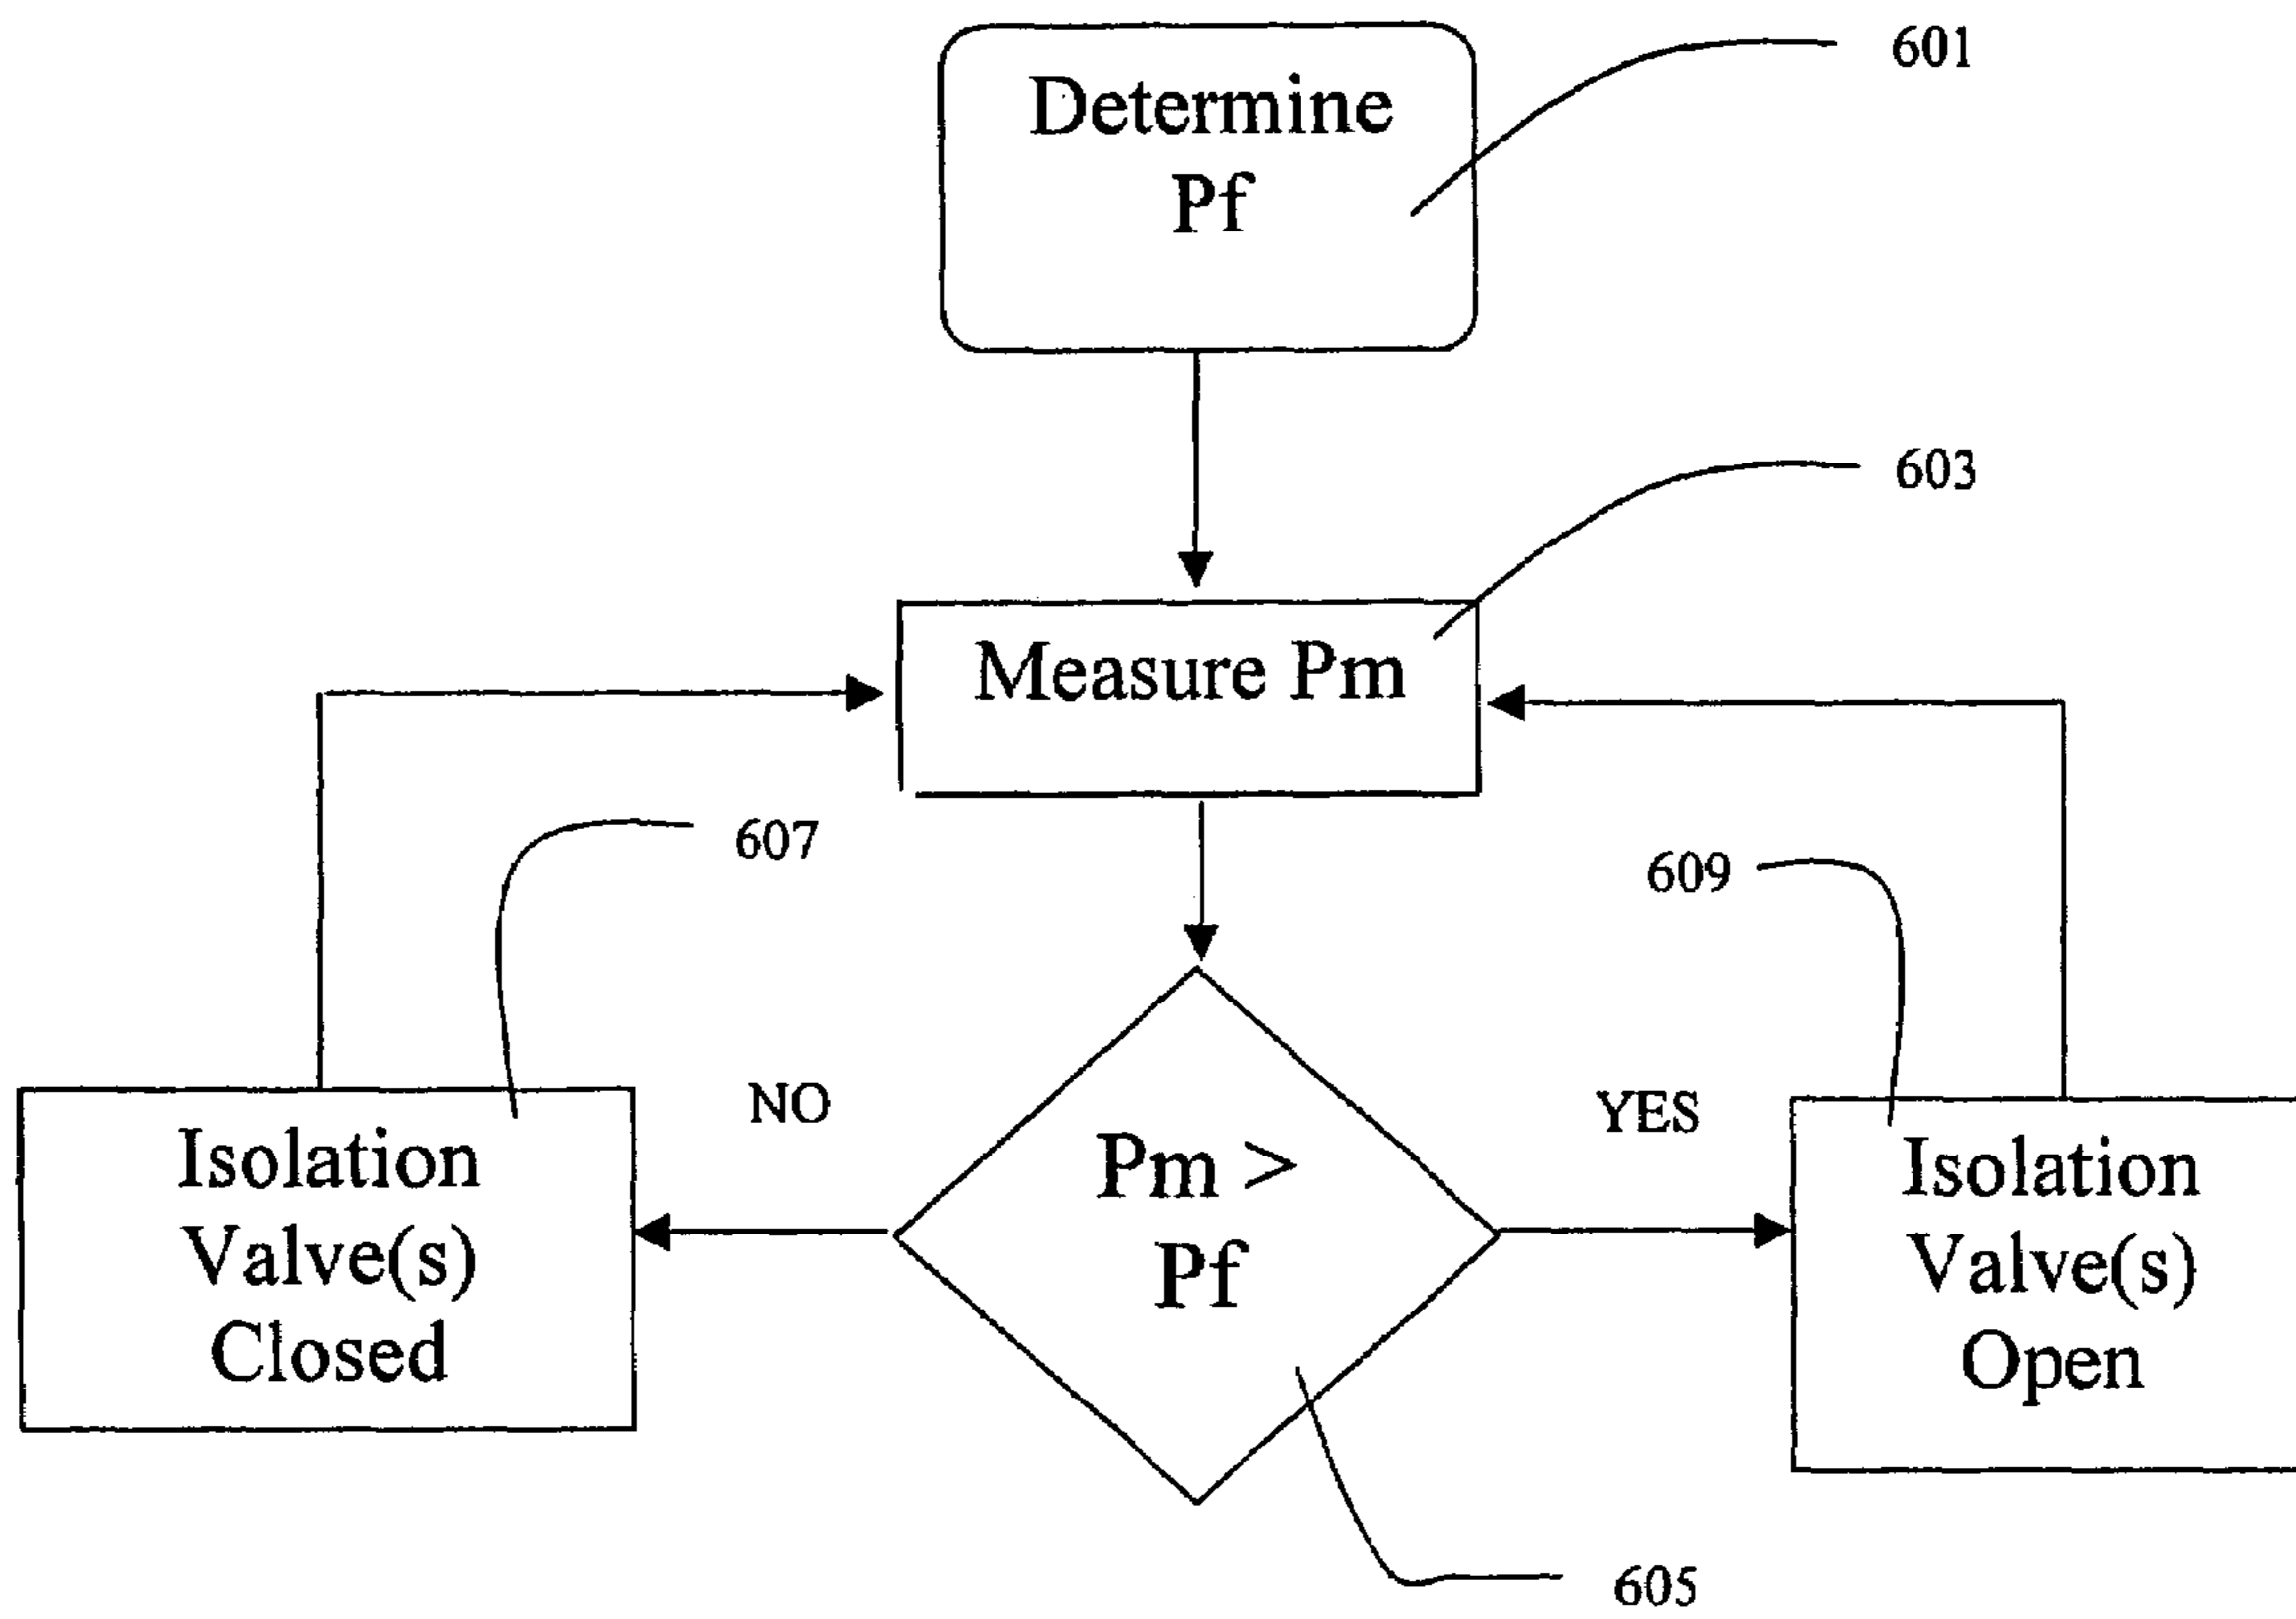 Determine
Pf
601
Measure Pm
603
607
609
NO
YES
Pm >
Pf
Isolation
Valve(s)
Closed
Isolation
Valve(s)
Open
605